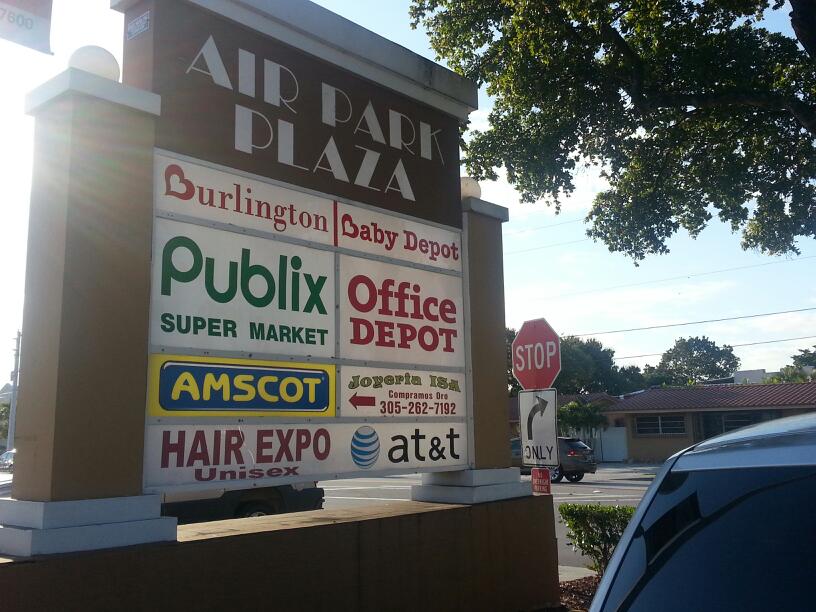 7600
AIR PARK
PLAZA
Burlington
Baby Depot
Publix
SUPER MARKET
Office
DEPOT
AMSCOT
Joyeria ISA
Compramos Oro
305-262-7192
HAIR EXPO
Unisex
at&t
STOP
ONLY